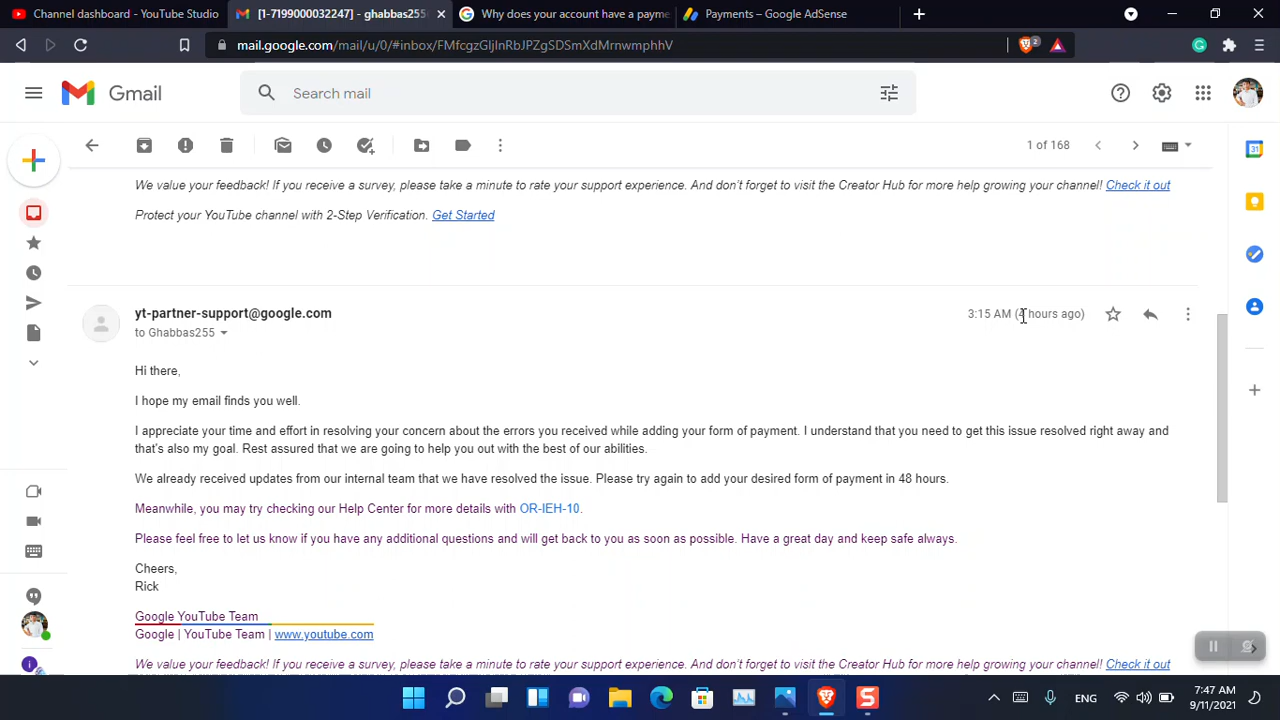 Channel dashboard - YouTube Studio
[1-7199000032247] - ghabbas255
Why does your account have a payme
Payments – Google AdSense
mail.google.com/mail/u/0/#inbox/FMfcgzGljlnRbJPZgSDSmXdMrnwmphhV
2
Gmail
Search mail
1 of 168
31
We value your feedback! If you receive a survey, please take a minute to rate your support experience. And don't forget to visit the Creator Hub for more help growing your channel! Check it out
Protect your YouTube channel with 2-Step Verification. Get Started
yt-partner-support@google.com
3:15 AM (4 hours ago)
to Ghabbas255
Hi there,
I hope my email finds you well.
I appreciate your time and effort in resolving your concern about the errors you received while adding your form of payment. I understand that you need to get this issue resolved right away and
that's also my goal. Rest assured that we are going to help you out with the best of our abilities.
We already received updates from our internal team that we have resolved the issue. Please try again to add your desired form of payment in 48 hours.
Meanwhile, you may try checking our Help Center for more details with OR-IEH-10.
Please feel free to let us know if you have any additional questions and will get back to you as soon as possible. Have a great day and keep safe always.
Cheers,
Rick
Google YouTube Team
Google | YouTube Team | www.youtube.com
We value your feedback! If you receive a survey, please take a minute to rate your support experience. And don't forget to visit the Creator Hub for more help growing your channel! Check it out
ENG
7:47 AM
9/11/2021